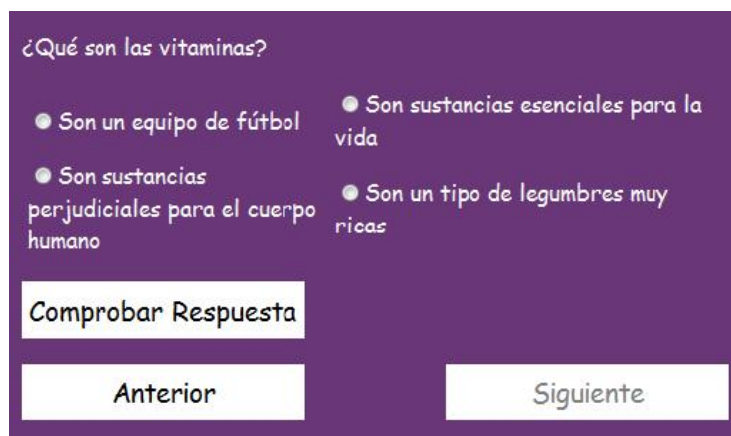 ¿Qué son las vitaminas?
Son un equipo de fútbol
Son sustancias esenciales para la
vida
Son sustancias
perjudiciales para el cuerpo
humano
Son un tipo de legumbres muy
ricas
Comprobar Respuesta
Anterior
Siguiente